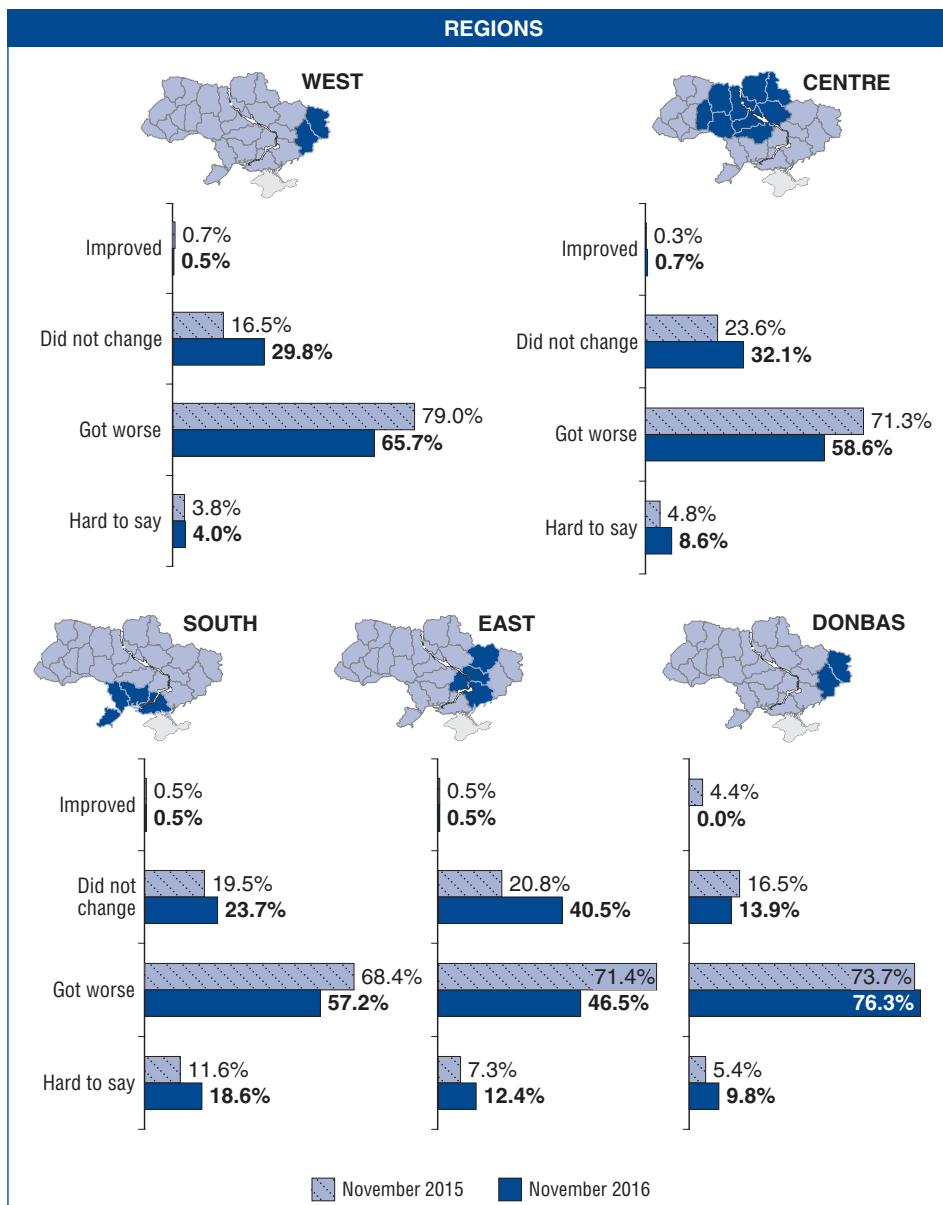 REGIONS
WEST
Improved
0.7%
0.5%
Did not change
16.5%
29.8%
Got worse
79.0%
65.7%
Hard to say
3.8%
4.0%
CENTRE
Improved
0.3%
0.7%
Did not change
23.6%
32.1%
Got worse
71.3%
58.6%
Hard to say
4.8%
8.6%
SOUTH
Improved
0.5%
0.5%
Did not
change
19.5%
23.7%
Got worse
68.4%
57.2%
Hard to say
11.6%
18.6%
EAST
0.5%
0.5%
20.8%
40.5%
71.4%
46.5%
7.3%
12.4%
DONBAS
4.4%
0.0%
16.5%
13.9%
73.7%
76.3%
5.4%
9.8%
November 2015
November 2016